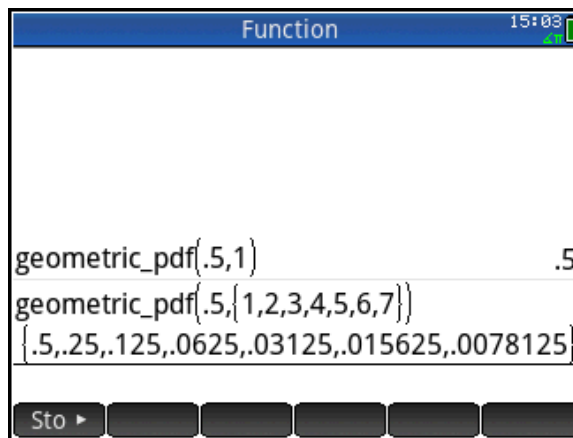 Function
15:03
∡π
geometric_pdf(.5,1)
.5
geometric_pdf(.5,{1,2,3,4,5,6,7})
{.5,.25,.125,.0625,.03125,.015625,.0078125}
Sto ▸